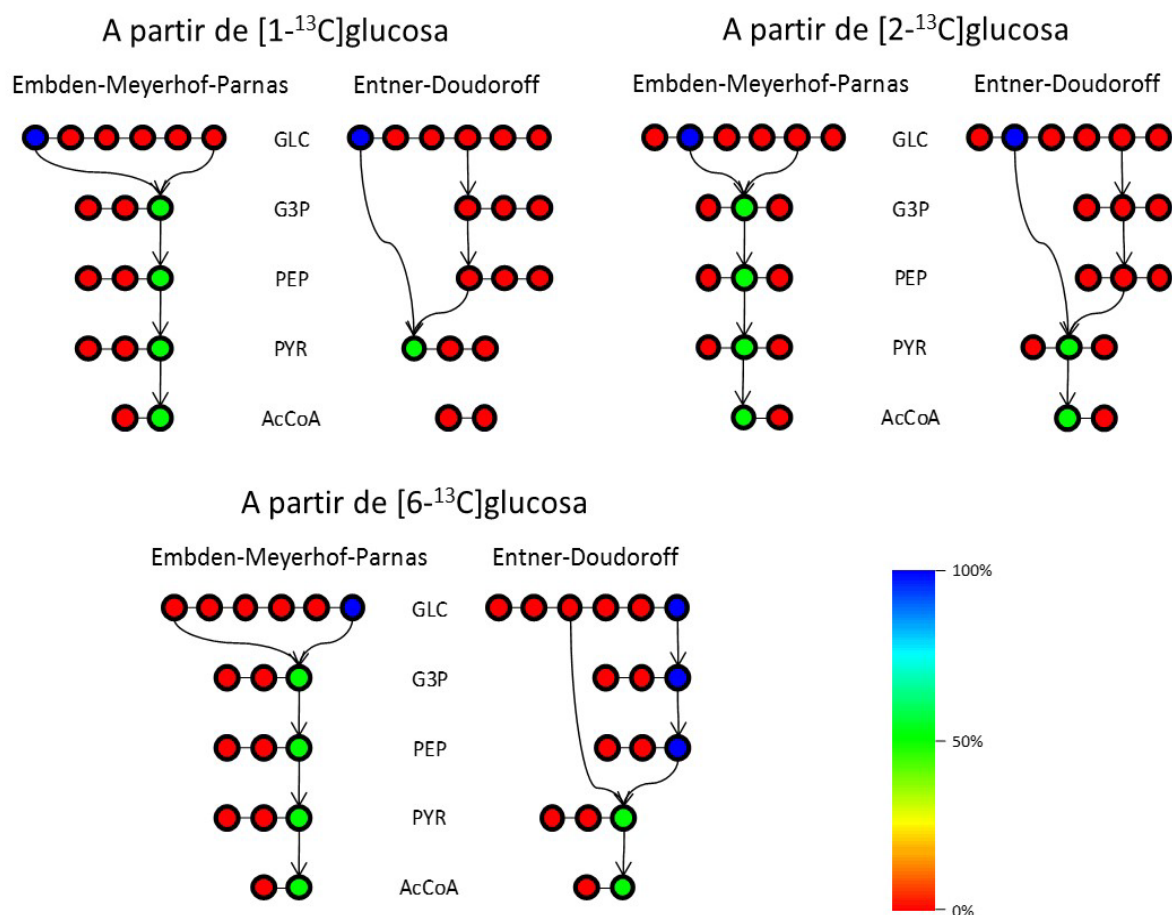 A partir de [1-¹³C]glucosa
Embden-Meyerhof-Parnas
Entner-Doudoroff
GLC
G3P
PEP
PYR
AcCoA
A partir de [2-¹³C]glucosa
Embden-Meyerhof-Parnas
Entner-Doudoroff
GLC
G3P
PEP
PYR
AcCoA
A partir de [6-¹³C]glucosa
Embden-Meyerhof-Parnas
Entner-Doudoroff
GLC
G3P
PEP
PYR
AcCoA
100%
50%
0%